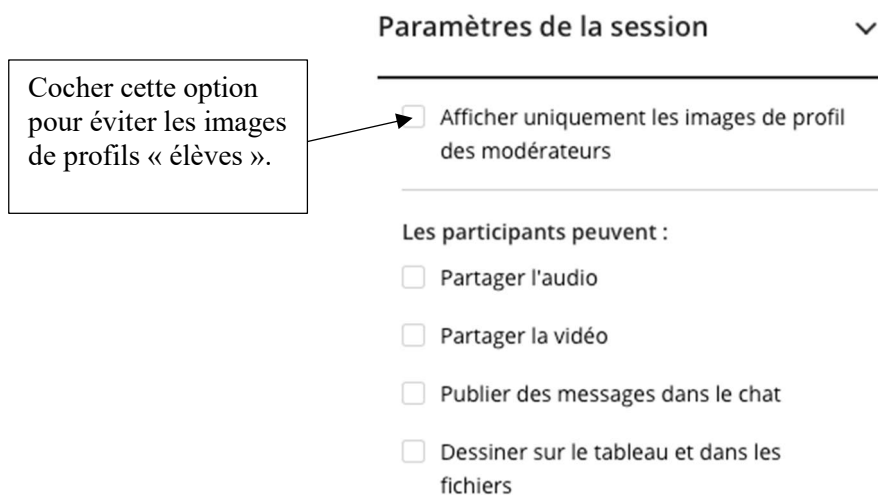 Paramètres de la session
Cocher cette option
pour éviter les images
de profils « élèves ».
Afficher uniquement les images de profil
des modérateurs
Les participants peuvent :
Partager l'audio
Partager la vidéo
Publier des messages dans le chat
Dessiner sur le tableau et dans les
fichiers